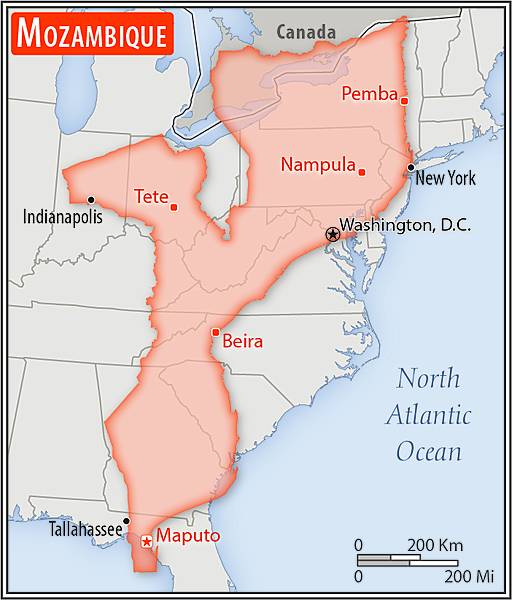 MOZAMBIQUE
Canada
Pemba
Nampula
New York
Tete
Indianapolis
Washington, D.C.
Beira
North
Atlantic
Ocean
Tallahassee
Maputo
0 200 Km
0 200 Mi